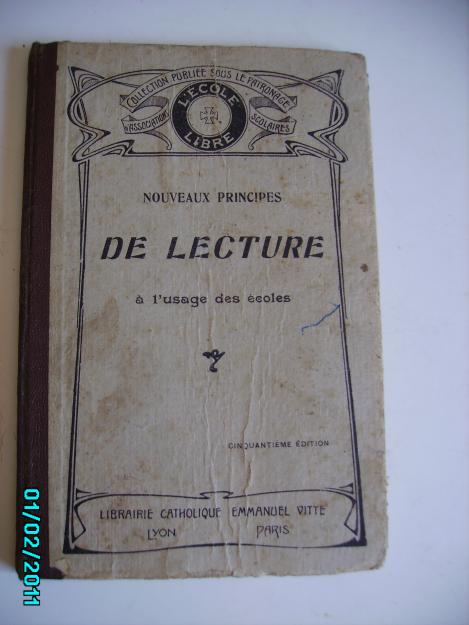 COLLECTION PUBLIÉE SOUS LE PATRONAGE
D'ASSOCIATIONS SCOLAIRES
L'ÉCOLE
LIBRE
NOUVEAUX PRINCIPES
DE LECTURE
à l'usage des écoles
CINQUANTIÈME ÉDITION
LIBRAIRIE CATHOLIQUE EMMANUEL VITTE
LYON PARIS
01/02/2011